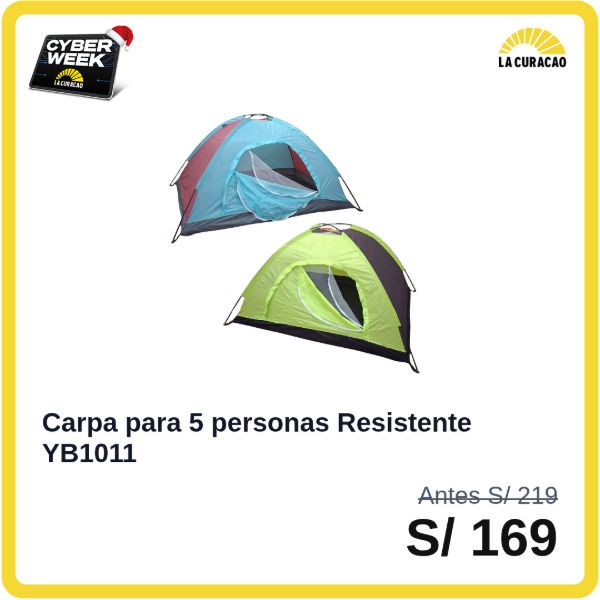 CYBER
WEEK
LA CURACAO
LA CURACAO
Carpa para 5 personas Resistente
YB1011
Antes S/ 219
S/ 169